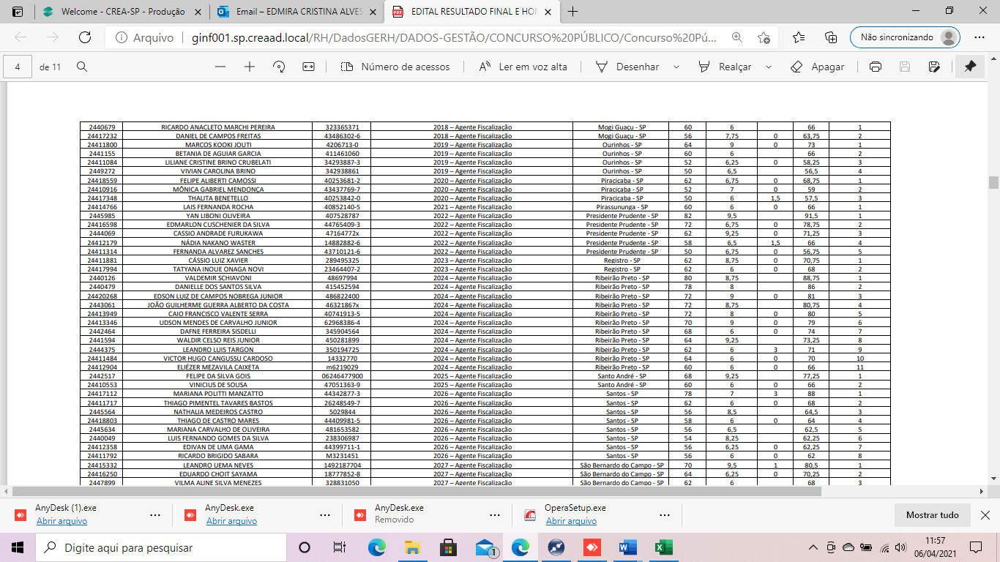 Welcome - CREA-SP - Produção
Email – EDMIRA CRISTINA ALVES
EDITAL RESULTADO FINAL E HOM
Arquivo ginf001.sp.creaad.local/RH/DadosGERH/DADOS-GESTÃO/CONCURSO%20PÚBLICO/Concurso%20Pú... Não sincronizando
4 de 11 Número de acessos Ler em voz alta Desenhar Realçar Apagar
2440679 RICARDO ANACLETO MARCHI PEREIRA 323365371 2018 – Agente Fiscalização Mogi Guaçu - SP 60 6 66 1
24417232 DANIEL DE CAMPOS FREITAS 43486302-6 2018 – Agente Fiscalização Mogi Guaçu - SP 56 7,75 0 63,75 2
24411800 MARCOS KOOKI JOUTI 4206713-0 2019 – Agente Fiscalização Ourinhos - SP 64 9 0 73 1
2441155 BETANIA DE AGUIAR GARCIA 411461060 2019 – Agente Fiscalização Ourinhos - SP 60 6 66 2
24411084 LILIANE CRISTINE BRINO CRUBELATI 34293887-3 2019 – Agente Fiscalização Ourinhos - SP 52 6,25 0 58,25 3
2449272 VIVIAN CAROLINA BRINO 342938861 2019 – Agente Fiscalização Ourinhos - SP 50 6,5 56,5 4
24418559 FELIPE ALIBERTI CAMOSSI 40253681-2 2020 – Agente Fiscalização Piracicaba - SP 62 6,75 0 68,75 1
24410916 MÔNICA GABRIEL MENDONÇA 43437769-7 2020 – Agente Fiscalização Piracicaba - SP 52 7 0 59 2
24417348 THALITA BENETELLO 40253842-0 2020 – Agente Fiscalização Piracicaba - SP 50 6 1,5 57,5 3
24414766 LAIS FERNANDA ROCHA 40852140-5 2021 – Agente Fiscalização Pirassununga - SP 60 6 0 66 1
2445985 YAN LIBONI OLIVEIRA 407528787 2022 – Agente Fiscalização Presidente Prudente - SP 82 9,5 91,5 1
24416598 EDMARLON CUSCHENIER DA SILVA 44765409-3 2022 – Agente Fiscalização Presidente Prudente - SP 72 6,75 0 78,75 2
2444069 CASSIO ANDRADE FURUKAWA 47164772x 2022 – Agente Fiscalização Presidente Prudente - SP 62 9,25 0 71,25 3
24412179 NÁDIA NAKANO WASTER 14882882-6 2022 – Agente Fiscalização Presidente Prudente - SP 58 6,5 1,5 66 4
24411314 FERNANDA ALVAREZ SANCHES 43710121-6 2022 – Agente Fiscalização Presidente Prudente - SP 50 6,75 0 56,75 5
24411881 CÁSSIO LUIZ XAVIER 289495325 2023 – Agente Fiscalização Registro - SP 62 8,75 0 70,75 1
24417994 TATYANA INOUE ONAGA NOVI 23464407-2 2023 – Agente Fiscalização Registro - SP 62 6 0 68 2
2440126 VALDEMIR SCHIAVONI 48697994 2024 – Agente Fiscalização Ribeirão Preto - SP 80 8,75 88,75 1
2440479 DANIELLE DOS SANTOS SILVA 415452594 2024 – Agente Fiscalização Ribeirão Preto - SP 78 8 86 2
24420268 EDSON LUIZ DE CAMPOS NOBREGA JUNIOR 486822400 2024 – Agente Fiscalização Ribeirão Preto - SP 72 9 0 81 3
2443061 JOÃO GUILHERME GUERRA ALBERTO DA COSTA 46321867x 2024 – Agente Fiscalização Ribeirão Preto - SP 72 8,75 80,75 4
24413949 CAIO FRANCISCO VALENTE SERRA 40741913-5 2024 – Agente Fiscalização Ribeirão Preto - SP 72 8 0 80 5
24413346 UDSON MENDES DE CARVALHO JUNIOR 62968386-4 2024 – Agente Fiscalização Ribeirão Preto - SP 70 9 0 79 6
2442464 DAFNE FERREIRA SISDELLI 345904564 2024 – Agente Fiscalização Ribeirão Preto - SP 68 6 0 74 7
2441594 WALDIR CELSO REIS JUNIOR 450281899 2024 – Agente Fiscalização Ribeirão Preto - SP 64 9,25 73,25 8
2444375 LEANDRO LUIS TARGON 350194725 2024 – Agente Fiscalização Ribeirão Preto - SP 62 6 3 71 9
24411484 VICTOR HUGO CANGUSSU CARDOSO 14332770 2024 – Agente Fiscalização Ribeirão Preto - SP 64 6 0 70 10
24412904 ELIÉZER MEZAVILA CAIXETA m6219029 2024 – Agente Fiscalização Ribeirão Preto - SP 60 6 0 66 11
2442517 FELIPE DA SILVA GOIS 06246477900 2025 – Agente Fiscalização Santo André - SP 68 9,25 77,25 1
24410553 VINICIUS DE SOUSA 47051363-9 2025 – Agente Fiscalização Santo André - SP 60 6 0 66 2
24417112 MARIANA POLITTI MANZATTO 44342877-3 2026 – Agente Fiscalização Santos - SP 78 7 3 88 1
24411717 THIAGO PIMENTEL TAVARES BASTOS 26248549-7 2026 – Agente Fiscalização Santos - SP 62 6 0 68 2
2445564 NATHALIA MEDEIROS CASTRO 5029844 2026 – Agente Fiscalização Santos - SP 56 8,5 64,5 3
24418803 THIAGO DE CASTRO MARES 44409981-5 2026 – Agente Fiscalização Santos - SP 58 6 0 64 4
2445634 MARIANA CARVALHO DE OLIVEIRA 481653582 2026 – Agente Fiscalização Santos - SP 56 6,5 62,5 5
2440049 LUIS FERNANDO GOMES DA SILVA 238306987 2026 – Agente Fiscalização Santos - SP 54 8,25 62,25 6
24412358 EDIVAN DE LIMA GAMA 44399711-1 2026 – Agente Fiscalização Santos - SP 56 6,25 0 62,25 7
24411792 RICARDO BRIGIDO SABARA M3231451 2026 – Agente Fiscalização Santos - SP 56 6 0 62 8
24415332 LEANDRO UEMA NEVES 1492187704 2027 – Agente Fiscalização São Bernardo do Campo - SP 70 9,5 1 80,5 1
24416250 EDUARDO CHOIT SAYAMA 18777852-8 2027 – Agente Fiscalização São Bernardo do Campo - SP 64 6,25 0 70,25 2
2447899 VILMA ALINE SILVA MENEZES 328831050 2027 – Agente Fiscalização São Bernardo do Campo - SP 62 6 68 3
AnyDesk (1).exe
Abrir arquivo
AnyDesk.exe
Abrir arquivo
AnyDesk.exe
Removido
OperaSetup.exe
Abrir arquivo
Mostrar tudo
Digite aqui para pesquisar
1
11:57
06/04/2021